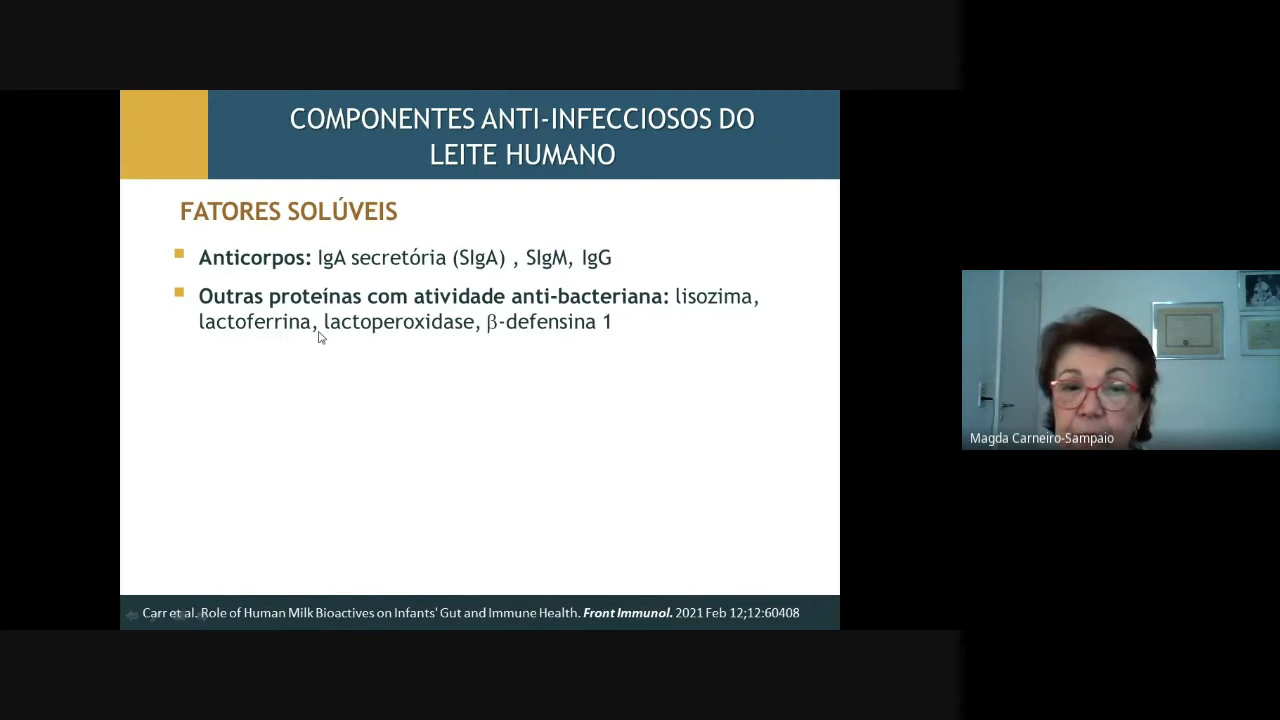 COMPONENTES ANTI-INFECCIOSOS DO
LEITE HUMANO
FATORES SOLÚVEIS
Anticorpos: IgA secretória (SIgA) , SIgM, IgG
Outras proteínas com atividade anti-bacteriana: lisozima,
lactoferrina, lactoperoxidase, β-defensina 1
Carr et al. Role of Human Milk Bioactives on Infants' Gut and Immune Health. Front Immunol. 2021 Feb 12;12:60408
Magda Carneiro-Sampaio